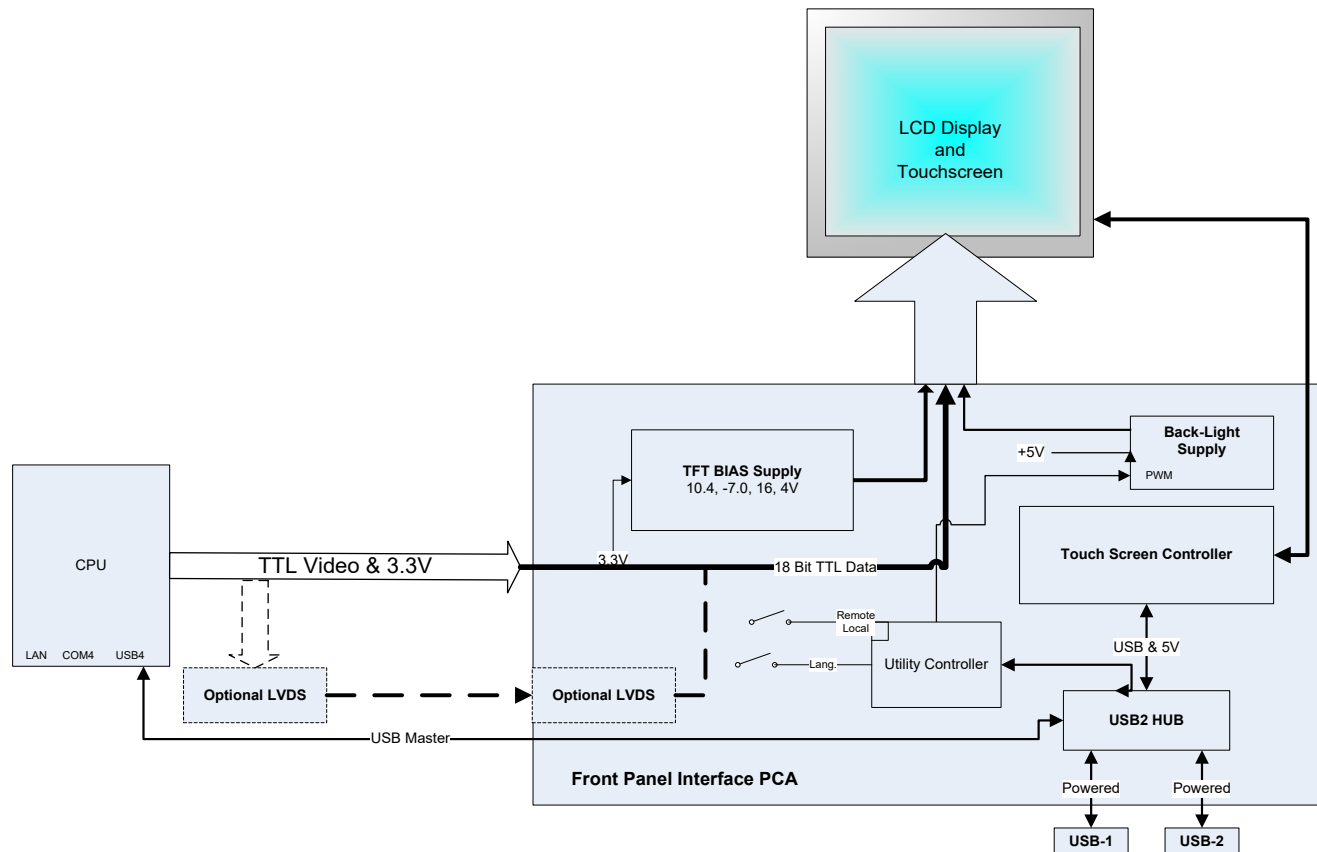 LCD Display
and
Touchscreen
Back-Light
Supply
+5V
PWM
TFT BIAS Supply
10.4, -7.0, 16, 4V
CPU
TTL Video & 3.3V
3.3V
18 Bit TTL Data
Touch Screen Controller
Remote
Local
Lang.
Utility Controller
USB & 5V
LAN COM4 USB4
Optional LVDS
Optional LVDS
USB2 HUB
USB Master
Front Panel Interface PCA
Powered
Powered
USB-1
USB-2